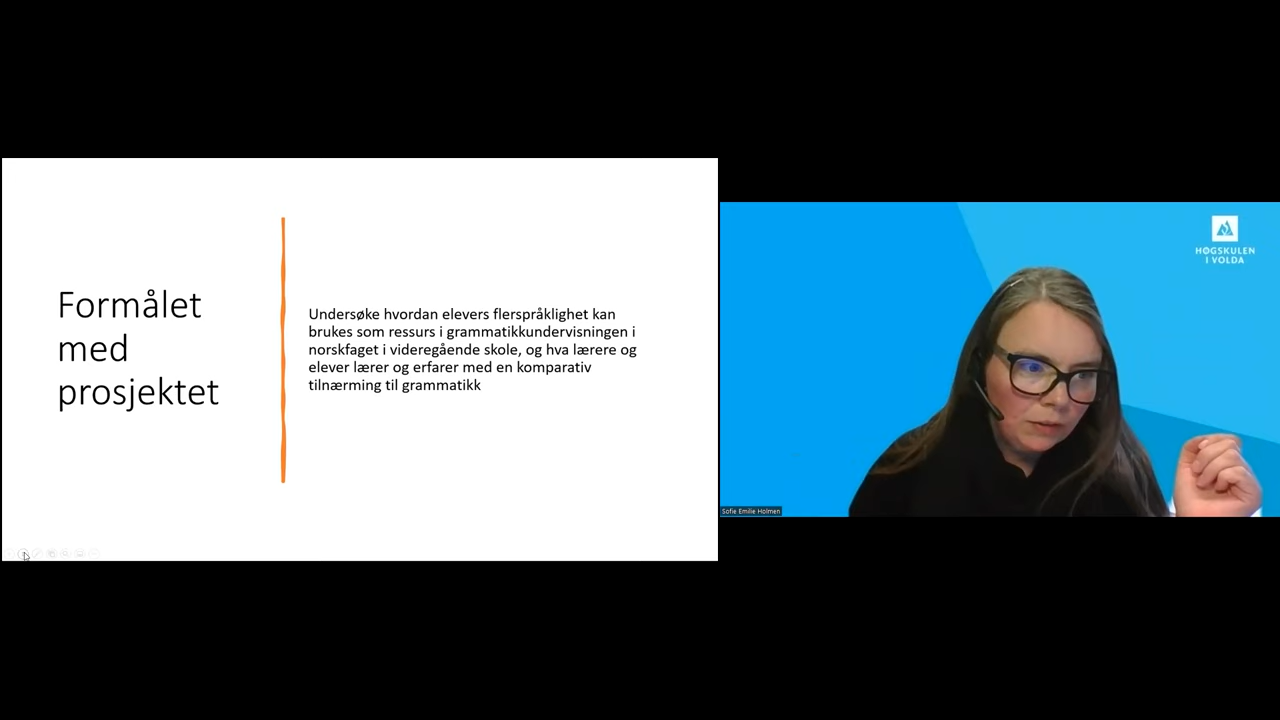 Formålet
med
prosjektet
Undersøke hvordan elevers flerspråklighet kan
brukes som ressurs i grammatikkundervisningen i
norskfaget i videregående skole, og hva lærere og
elever lærer og erfarer med en komparativ
tilnærming til grammatikk
HØGSKULEN
I VOLDA
Sofie Emilie Holmen